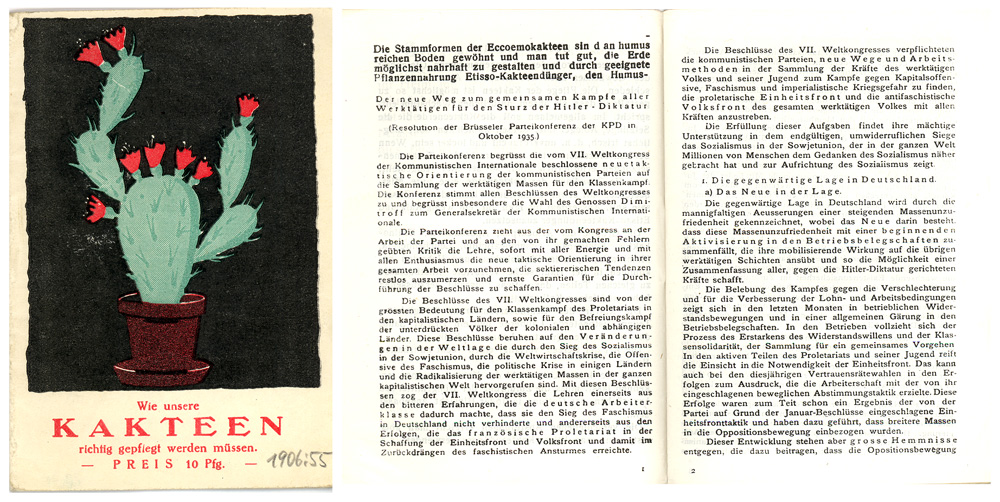 Wie unsere
KAKTEEN
richtig gepflegt werden müssen.
— PREIS 10 Pfg. —
1906:55
Die Stammformen der Eccoemokakteen sin d an humus
reichen Boden gewöhnt und man tut gut, die Erde
möglichst nahrhaft zu gestalten und durch geeignete
Pflanzennahrung Etisso-Kakteendünger, den Humus-
Der neue Weg zum gemeinsamen Kampfe aller
Werktätigen für den Sturz der Hitler-Diktatur
(Resolution der Brüsseler Parteikonferenz der KPD in
Oktober 1935.)
Die Parteikonferenz begrüsst die vom VII. Weltkongress
der Kommunistischen Internationale beschlossene neue tak-
tische Orientierung der kommunistischen Parteien auf
die Sammlung der werktätigen Massen für den Klassenkampf.
Die Konferenz stimmt allen Beschlüssen des Weltkongresses
zu und begrüsst insbesondere die Wahl des Genossen Dimi-
troff zum Generalsekretär der Kommunistischen Internati-
onale.
Die Parteikonferenz zieht aus der vom Kongress an der
Arbeit der Partei und an den von ihr gemachten Fehlern
geübten Kritik die Lehre, sofort mit aller Energie und mit
allen Enthusiasmus die neue taktische Orientierung in ihrer
gesamten Arbeit vorzunehmen, die sektiererischen Tendenzen
restlos auszumerzen und ernste Garantien für die Durch-
führung der Beschlüsse zu schaffen.
Die Beschlüsse des VII. Weltkongresses sind von der
grössten Bedeutung für den Klassenkampf des Proletariats in
den kapitalistischen Ländern, sowie für den Befreiungskampf
der unterdrückten Völker der kolonialen und abhängigen
Länder. Diese Beschlüsse beruhen auf den Veränderun-
gen in der Weltlage die durch den Sieg des Sozialismus
in der Sowjetunion, durch die Weltwirtschaftskrise, die Offen-
sive des Faschismus, die politische Krise in einigen Ländern
und die Radikalisierung der werktätigen Massen in der ganzen
kapitalistischen Welt hervorgerufen sind. Mit diesen Beschlüs-
sen zog der VII. Weltkongress die Lehren einerseits aus
den bitteren Erfahrungen, die die deutsche Arbeiter-
klasse dadurch machte, dass sie den Sieg des Faschismus
in Deutschland nicht verhinderte und andererseits aus den
Erfolgen, die das französische Proletariat in der
Schaffung der Einheitsfront und Volksfront und damit im
Zurückdrängen des faschistischen Ansturmes erreichte.
1
Die Beschlüsse des VII. Weltkongresses verpflichteten
die kommunistischen Parteien, neue Wege und Arbeits-
methoden in der Sammlung der Kräfte des werktätigen
Volkes und seiner Jugend zum Kampfe gegen Kapitalsoffen-
sive, Faschismus und imperialistische Kriegsgefahr zu finden,
die proletarische Einheitsfront und die antifaschistische
Volksfront des gesamten werktätigen Volkes mit allen
Kräften anzustreben.
Die Erfüllung dieser Aufgaben findet ihre mächtige
Unterstützung in dem endgültigen, unwiderruflichen Siege
das Sozialismus in der Sowjetunion, der in der ganzen Welt
Millionen von Menschen dem Gedanken des Sozialismus näher
gebracht hat und zur Aufrichtung des Sozialismus zeigt.
1. Die gegenwärtige Lage in Deutschland.
a) Das Neue in der Lage.
Die gegenwärtige Lage in Deutschland wird durch die
mannigfaltigen Aeusserungen einer steigenden Massenunzu-
friedenheit gekennzeichnet, wobei das Neue darin besteht,
dass diese Massenunzufriedenheit mit einer beginnenden
Aktivisierung in den Betriebsbelegschaften zu-
sammenfällt, die ihre mobilisierende Wirkung auf die übrigen
werktätigen Schichten ausübt und so die Möglichkeit einer
Zusammenfassung aller, gegen die Hitler-Diktatur gerichteten
Kräfte schafft.
Die Belebung des Kampfes gegen die Verschlechterung
und für die Verbesserung der Lohn- und Arbeitsbedingungen
zeigt sich in den letzten Monaten in betrieblichen Wider-
standsbewegungen und in einer allgemeinen Gärung in den
Betriebsbelegschaften. In den Betrieben vollzieht sich der
Prozess des Erstarkens des Widerstandswillens und der Klas-
sensolidarität, der Sammlung für ein gemeinsames Vorgehen
In den aktiven Teilen des Proletariats und seiner Jugend reift
die Einsicht in die Notwendigkeit der Einheitsfront. Das kam
auch bei den diesjährigen Vertrauensrätewahlen in den Er-
folgen zum Ausdruck, die die Arbeiterschaft mit der von ihr
eingeschlagenen beweglichen Abstimmungstaktik erzielte. Diese
Erfolge waren zum Teil schon ein Ergebnis der von der
Partei auf Grund der Januar-Beschlüsse eingeschlagene Ein-
heitsfronttaktik und haben dazu geführt, dass breitere Massen
in die Oppositionsbewegung einbezogen wurden.
Dieser Entwicklung stehen aber grosse Hemmnisse
entgegen, die dazu beitragen, dass die Opositionsbewegung
2